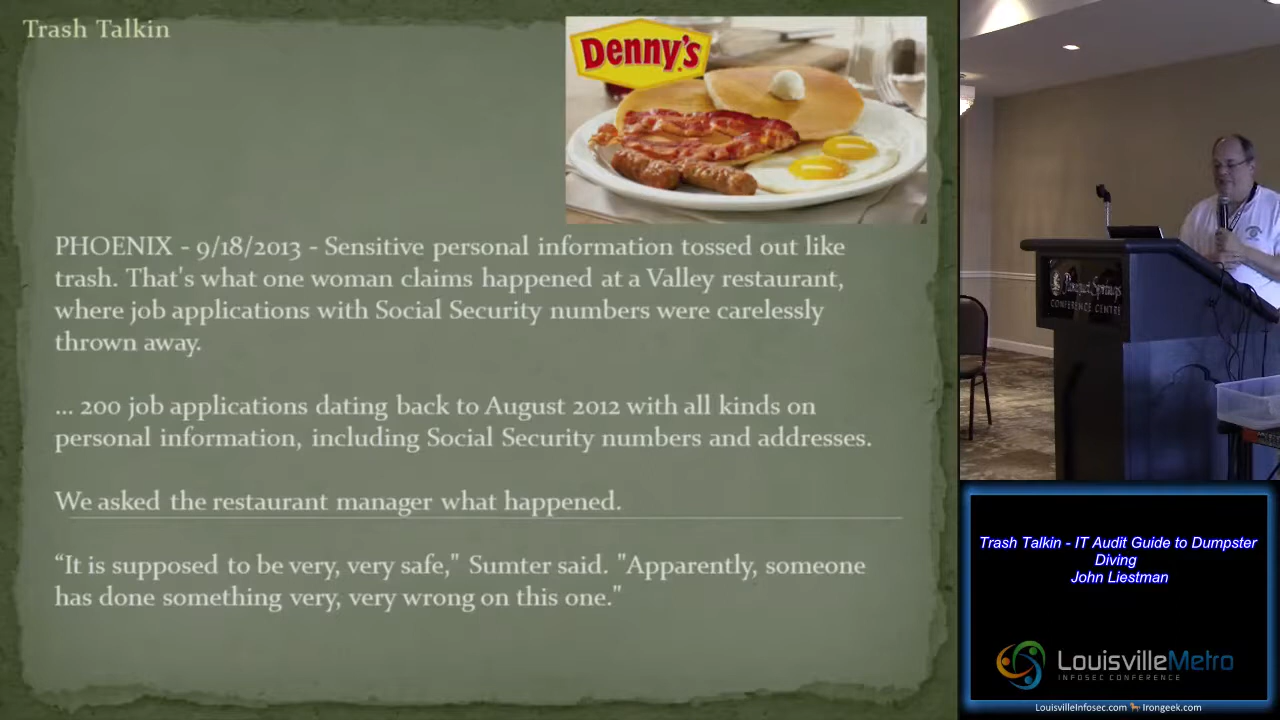 Trash Talkin
Denny's
PHOENIX - 9/18/2013 - Sensitive personal information tossed out like
trash. That's what one woman claims happened at a Valley restaurant,
where job applications with Social Security numbers were carelessly
thrown away.
... 200 job applications dating back to August 2012 with all kinds on
personal information, including Social Security numbers and addresses.
We asked the restaurant manager what happened.
“It is supposed to be very, very safe," Sumter said. "Apparently, someone
has done something very, very wrong on this one."
CONFERENCE CENTRE
Trash Talkin - IT Audit Guide to Dumpster
Diving
John Liestman
LouisvilleMetro
INFOSEC CONFERENCE
LouisvilleInfosec.com Irongeek.com